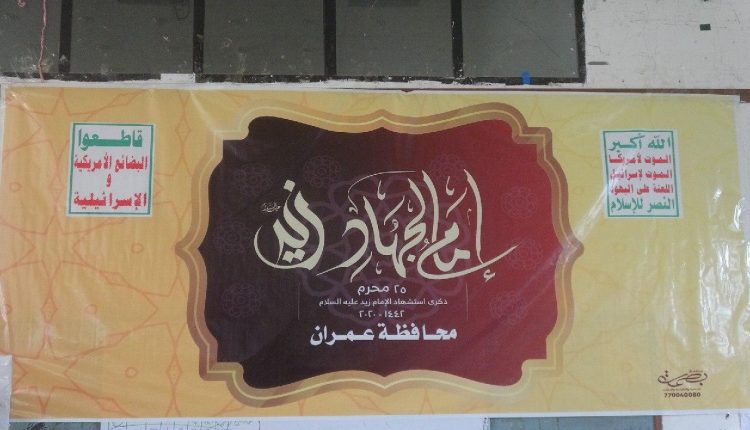 الله أكبر
الموت لأمريكا
الموت لإسرائيل
اللعنة على اليهود
النصر للإسلام
قاطعوا
البضائع الأمريكية
و
الإسرائيلية
إمام الجهاد زيد
٢٥ محرم
ذكرى استشهاد الإمام زيد عليه السلام
١٤٤٢ - ٢٠٢٠
محافظة عمران
770060080